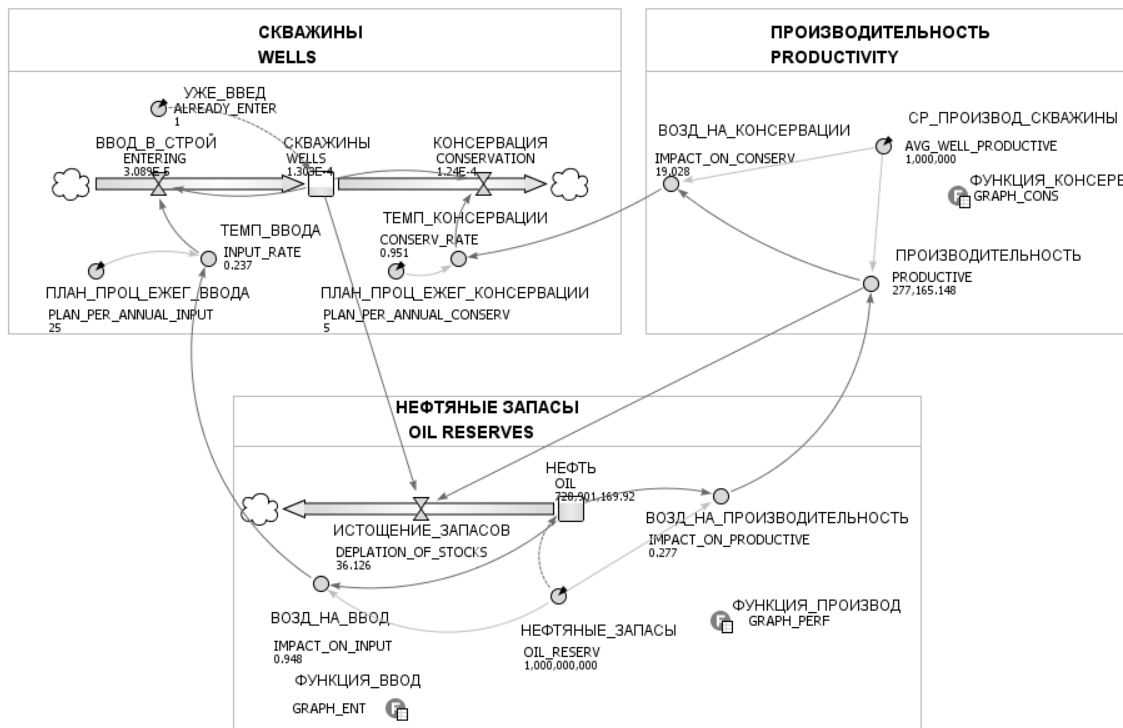 СКВАЖИНЫ
WELLS
УЖЕ_ВВЕД
ALREADY_ENTER
1
ВВОД_В_СТРОЙ
ENTERING
3.089E-5
СКВАЖИНЫ
WELLS
1.303E-4
КОНСЕРВАЦИЯ
CONSERVATION
1.24E-4
ТЕМП_ВВОДА
INPUT_RATE
0.237
ТЕМП_КОНСЕРВАЦИИ
CONSERV_RATE
0.951
ПЛАН_ПРОЦ_ЕЖЕГ_ВВОДА
PLAN_PER_ANNUAL_INPUT
25
ПЛАН_ПРОЦ_ЕЖЕГ_КОНСЕРВАЦИИ
PLAN_PER_ANNUAL_CONSERV
5
ПРОИЗВОДИТЕЛЬНОСТЬ
PRODUCTIVITY
СР_ПРОИЗВОД_СКВАЖИНЫ
AVG_WELL_PRODUCTIVE
1,000,000
ВОЗД_НА_КОНСЕРВАЦИИ
IMPACT_ON_CONSERV
19.028
ФУНКЦИЯ_КОНСЕРВ
GRAPH_CONS
ПРОИЗВОДИТЕЛЬНОСТЬ
PRODUCTIVE
277,165.148
НЕФТЯНЫЕ ЗАПАСЫ
OIL RESERVES
НЕФТЬ
OIL
728,901,169.92
ИСТОЩЕНИЕ_ЗАПАСОВ
DEPLATION_OF_STOCKS
36.126
ВОЗД_НА_ПРОИЗВОДИТЕЛЬНОСТЬ
IMPACT_ON_PRODUCTIVE
0.277
ВОЗД_НА_ВВОД
IMPACT_ON_INPUT
0.948
НЕФТЯНЫЕ_ЗАПАСЫ
OIL_RESERV
1,000,000,000
ФУНКЦИЯ_ПРОИЗВОД
GRAPH_PERF
ФУНКЦИЯ_ВВОД
GRAPH_ENT